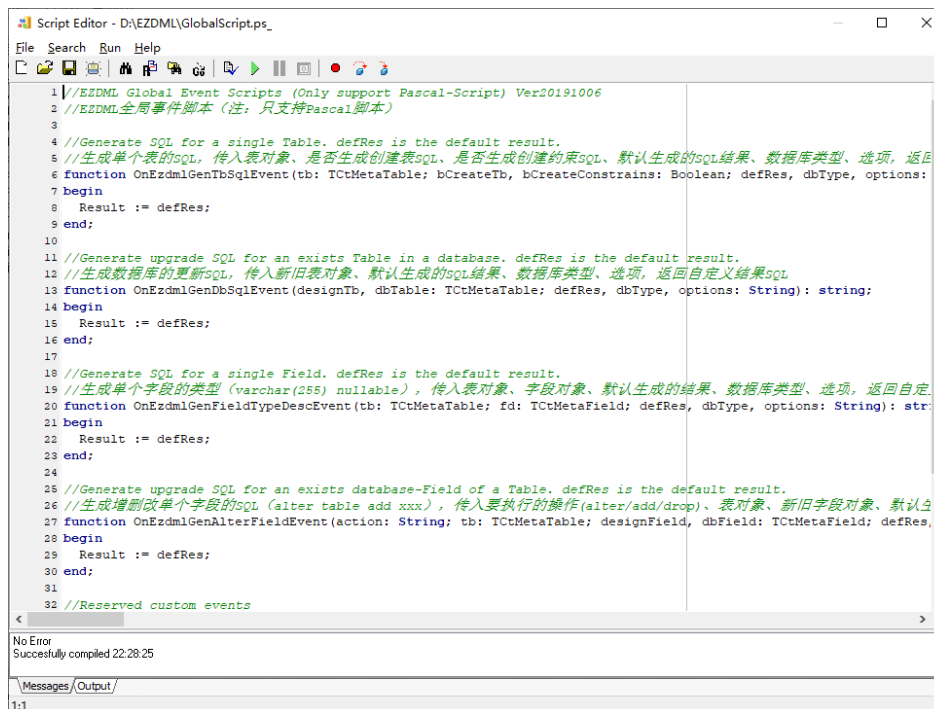 Script Editor - D:\EZDML\GlobalScript.ps_
File Search Run Help
1 //EZDML Global Event Scripts (Only support Pascal-Script) Ver20191006
2 //EZDML全局事件脚本（注：只支持Pascal脚本）
3
4 //Generate SQL for a single Table. defRes is the default result.
5 //生成单个表的SQL，传入表对象、是否生成创建表SQL、是否生成创建约束SQL、默认生成的SQL结果、数据库类型、选项，返回
6 function OnEzdmlGenTbSqlEvent(tb: TCtMetaTable; bCreateTb, bCreateConstrains: Boolean; defRes, dbType, options:
7 begin
8 Result := defRes;
9 end;
10
11 //Generate upgrade SQL for an exists Table in a database. defRes is the default result.
12 //生成数据库的更新SQL，传入新旧表对象、默认生成的SQL结果、数据库类型、选项，返回自定义结果SQL
13 function OnEzdmlGenDbSqlEvent(designTb, dbTable: TCtMetaTable; defRes, dbType, options: String): string;
14 begin
15 Result := defRes;
16 end;
17
18 //Generate SQL for a single Field. defRes is the default result.
19 //生成单个字段的类型（varchar(255) nullable），传入表对象、字段对象、默认生成的结果、数据库类型、选项，返回自定
20 function OnEzdmlGenFieldTypeDescEvent(tb: TCtMetaTable; fd: TCtMetaField; defRes, dbType, options: String): str
21 begin
22 Result := defRes;
23 end;
24
25 //Generate upgrade SQL for an exists database-Field of a Table. defRes is the default result.
26 //生成增删改单个字段的SQL（alter table add xxx），传入要执行的操作(alter/add/drop)、表对象、新旧字段对象、默认生
27 function OnEzdmlGenAlterFieldEvent(action: String; tb: TCtMetaTable; designField, dbField: TCtMetaField; defRes,
28 begin
29 Result := defRes;
30 end;
31
32 //Reserved custom events
No Error
Succesfully compiled 22:28:25
Messages Output
1:1